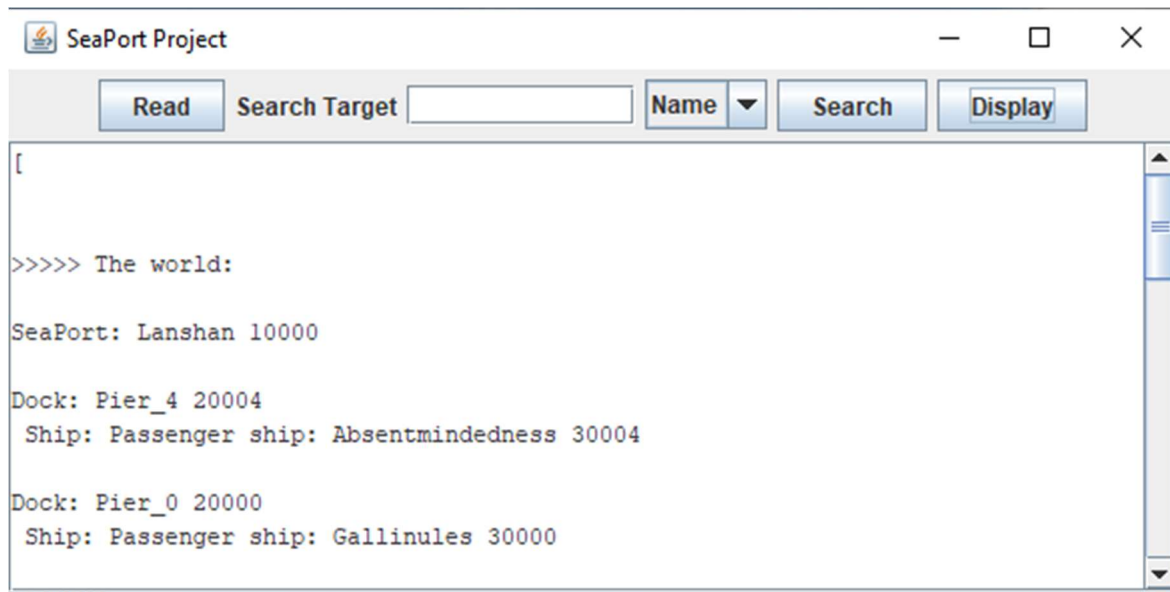 SeaPort Project
Read Search Target Name Search Display
[
>>>>> The world:
SeaPort: Lanshan 10000
Dock: Pier_4 20004
Ship: Passenger ship: Absentmindedness 30004
Dock: Pier_0 20000
Ship: Passenger ship: Gallinules 30000